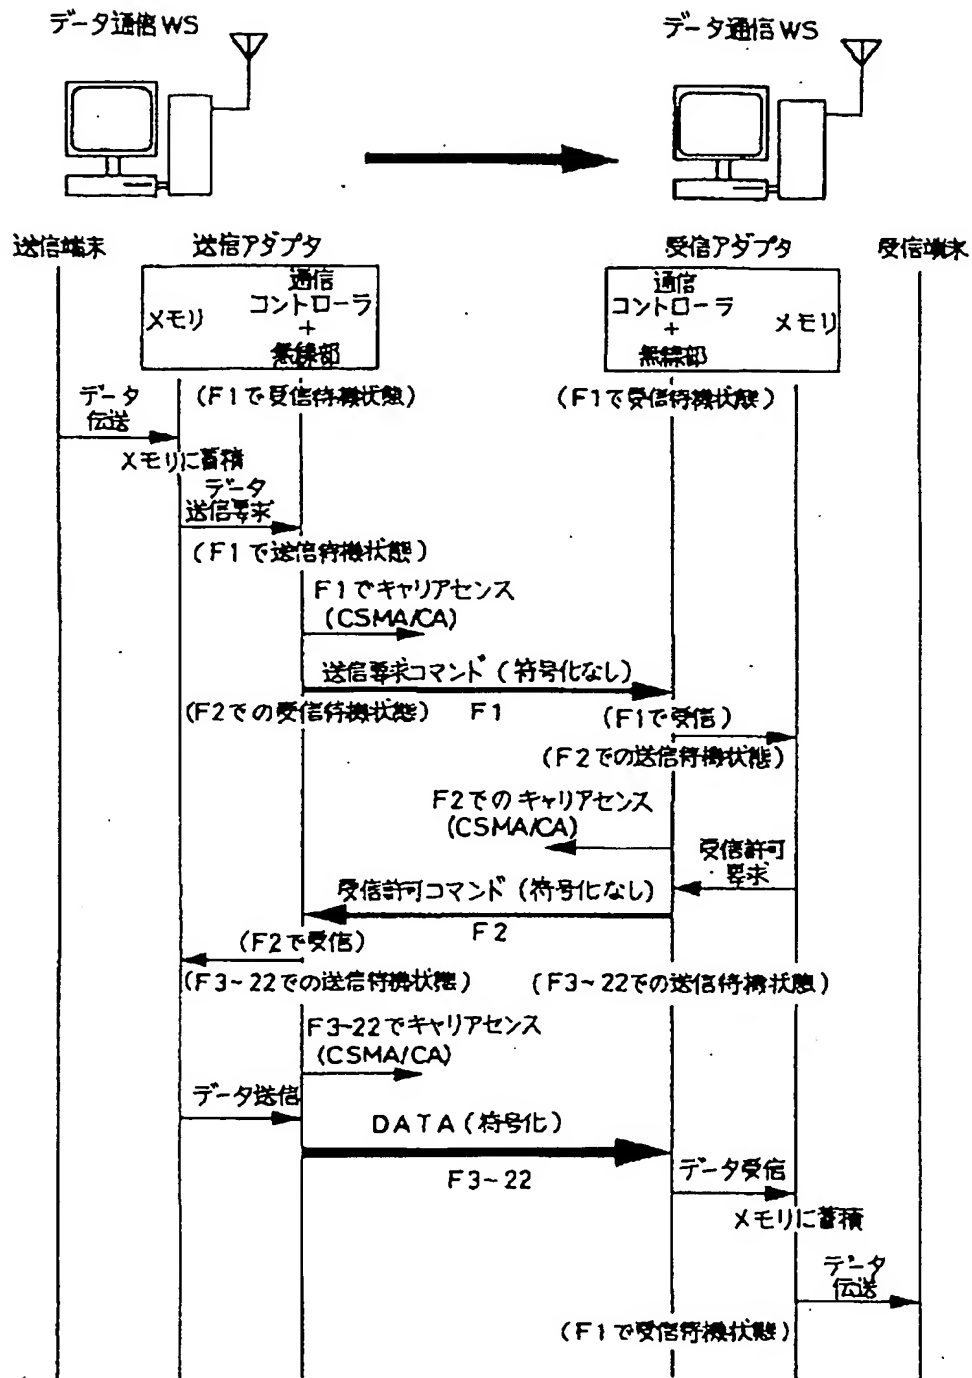 データ通信WS
データ通信WS
送信端末
送信アダプタ
受信アダプタ
受信端末
メモリ
通信
コントローラ
+
無線部
通信
コントローラ
+
無線部
メモリ
データ
伝送
(F1で受信待機状態)
(F1で受信待機状態)
メモリに蓄積
データ
送信要求
(F1で送信待機状態)
F1でキャリアセンス
(CSMA/CA)
送信要求コマンド(符号化なし)
(F2での受信待機状態)
F1
(F1で受信)
(F2での送信待機状態)
F2でのキャリアセンス
(CSMA/CA)
受信許可
要求
受信許可コマンド(符号化なし)
F2
(F2で受信)
(F3~22での送信待機状態)
(F3~22での送信待機状態)
F3~22でキャリアセンス
(CSMA/CA)
データ送信
DATA(符号化)
F3~22
データ受信
メモリに蓄積
データ
伝送
(F1で受信待機状態)